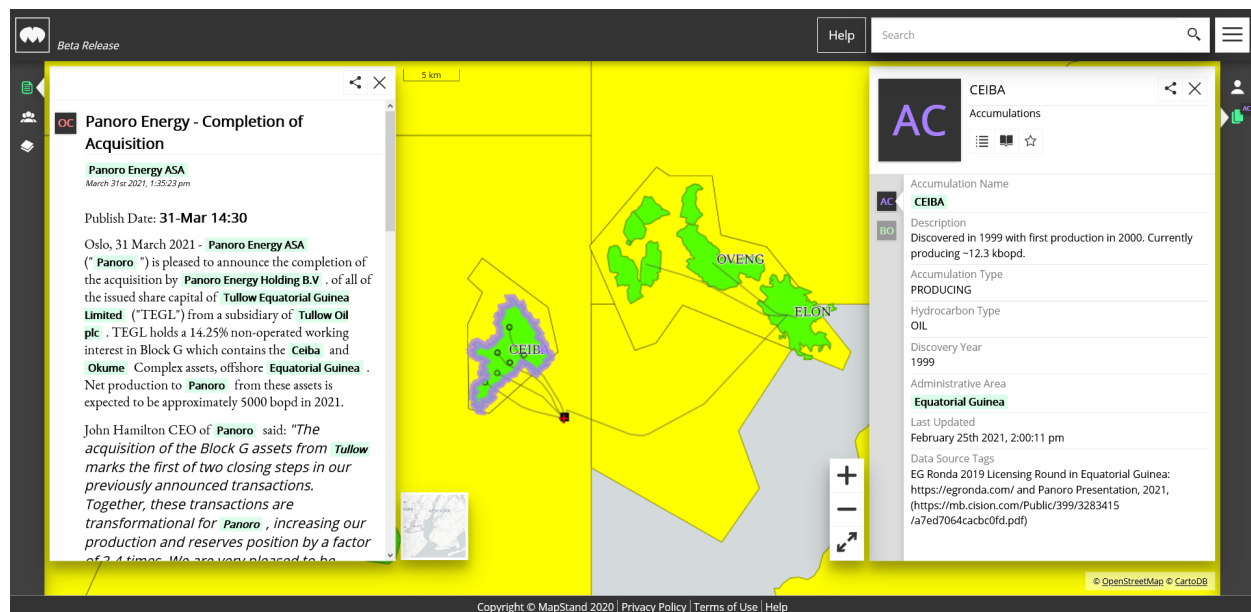 Beta Release
Help
Search
5 km
OC
Panoro Energy - Completion of
Acquisition
Panoro Energy ASA
March 31st 2021, 1:35:23 pm
Publish Date: 31-Mar 14:30
Oslo, 31 March 2021 - Panoro Energy ASA
(" Panoro ") is pleased to announce the completion of
the acquisition by Panoro Energy Holding B.V . of all of
the issued share capital of Tullow Equatorial Guinea
Limited ("TEGL") from a subsidiary of Tullow Oil
plc . TEGL holds a 14.25% non-operated working
interest in Block G which contains the Ceiba and
Okume Complex assets, offshore Equatorial Guinea .
Net production to Panoro from these assets is
expected to be approximately 5000 bopd in 2021.
John Hamilton CEO of Panoro said: "The
acquisition of the Block G assets from Tullow
marks the first of two closing steps in our
previously announced transactions.
Together, these transactions are
transformational for Panoro , increasing our
production and reserves position by a factor
of 3-4 times. We are very pleased to be
OVENG
ELON
CEIBA
AC
CEIBA
Accumulations
AC
AC
BO
Accumulation Name
CEIBA
Description
Discovered in 1999 with first production in 2000. Currently
producing ~12.3 kbopd.
Accumulation Type
PRODUCING
Hydrocarbon Type
OIL
Discovery Year
1999
Administrative Area
Equatorial Guinea
Last Updated
February 25th 2021, 2:00:11 pm
Data Source Tags
EG Ronda 2019 Licensing Round in Equatorial Guinea:
https://egronda.com/ and Panoro Presentation, 2021,
(https://mb.cision.com/Public/399/3283415
/a7ed7064cacbc0fd.pdf)
© OpenStreetMap © CartoDB
Copyright © MapStand 2020 | Privacy Policy | Terms of Use | Help